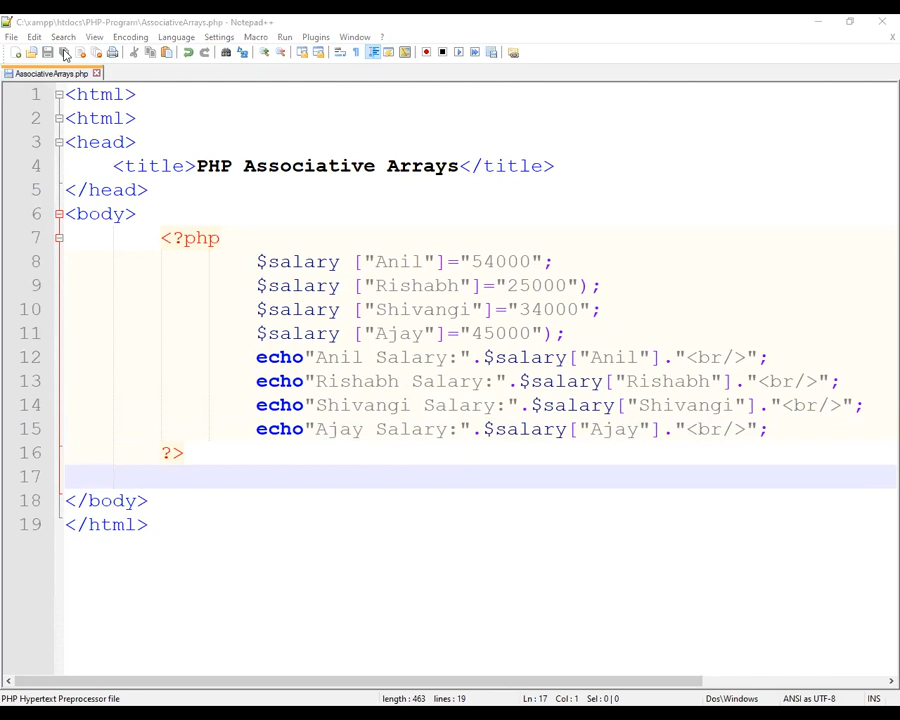 C:\xampp\htdocs\PHP-Program\AssociativeArrays.php - Notepad++
File Edit Search View Encoding Language Settings Macro Run Plugins Window ? X
AssociativeArrays.php
1 <html>
2 <html>
3 <head>
4 <title>PHP Associative Arrays</title>
5 </head>
6 <body>
7 <?php
8 $salary ["Anil"]="54000";
9 $salary ["Rishabh"]="25000");
10 $salary ["Shivangi"]="34000";
11 $salary ["Ajay"]="45000");
12 echo"Anil Salary:".$salary["Anil"]."<br/>";
13 echo"Rishabh Salary:".$salary["Rishabh"]."<br/>";
14 echo"Shivangi Salary:".$salary["Shivangi"]."<br/>";
15 echo"Ajay Salary:".$salary["Ajay"]."<br/>";
16 ?>
17
18 </body>
19 </html>
PHP Hypertext Preprocessor file length : 463 lines : 19 Ln : 17 Col : 1 Sel : 0 | 0 Dos\Windows ANSI as UTF-8 INS